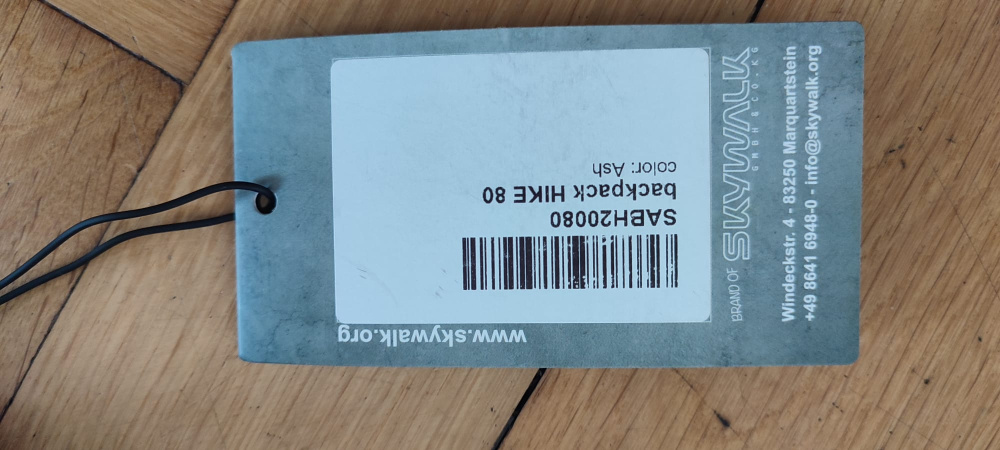 SABH20080
backpack HIKE 80
color: Ash
www.skywalk.org
BRAND OF SKYWALK
GMBH & CO. KG
Windeckstr. 4 - 83250 Marquartstein
+49 8641 6948-0 - info@skywalk.org